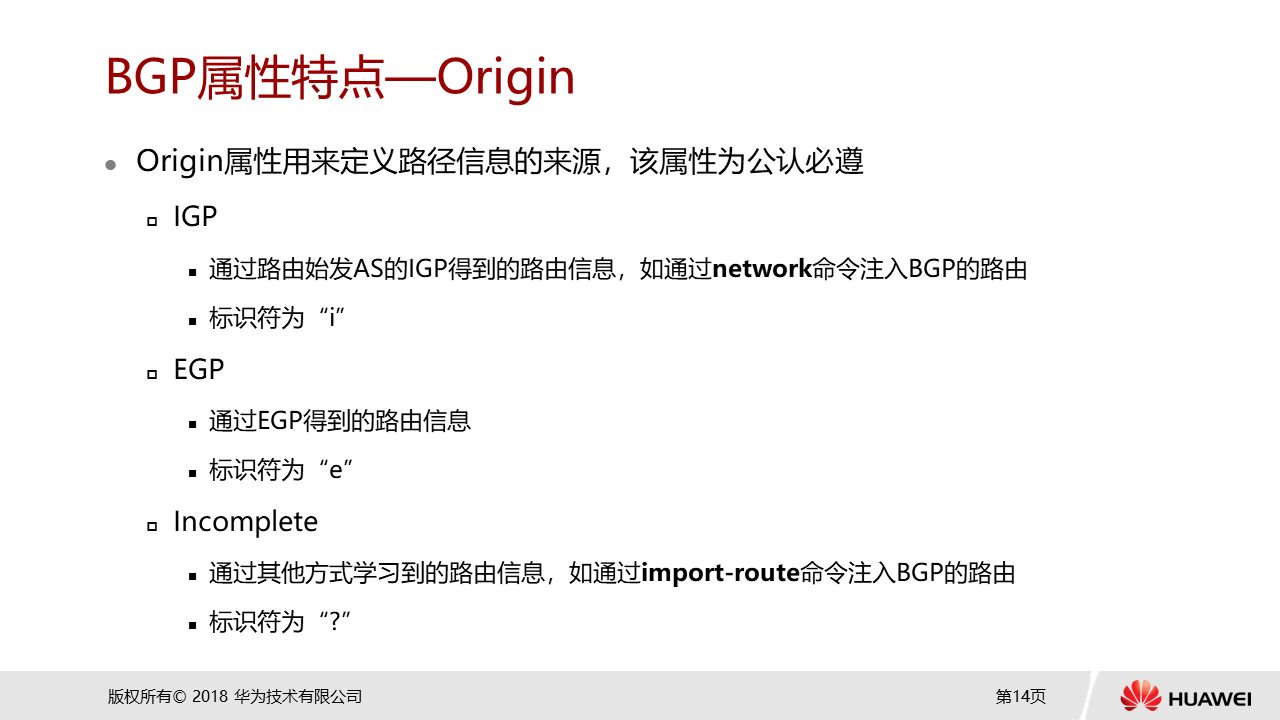 BGP属性特点—Origin
Origin属性用来定义路径信息的来源，该属性为公认必遵
IGP
通过路由始发AS的IGP得到的路由信息，如通过network命令注入BGP的路由
标识符为“i”
EGP
通过EGP得到的路由信息
标识符为“e”
Incomplete
通过其他方式学习到的路由信息，如通过import-route命令注入BGP的路由
标识符为“?”
版权所有© 2018 华为技术有限公司
第14页
HUAWEI